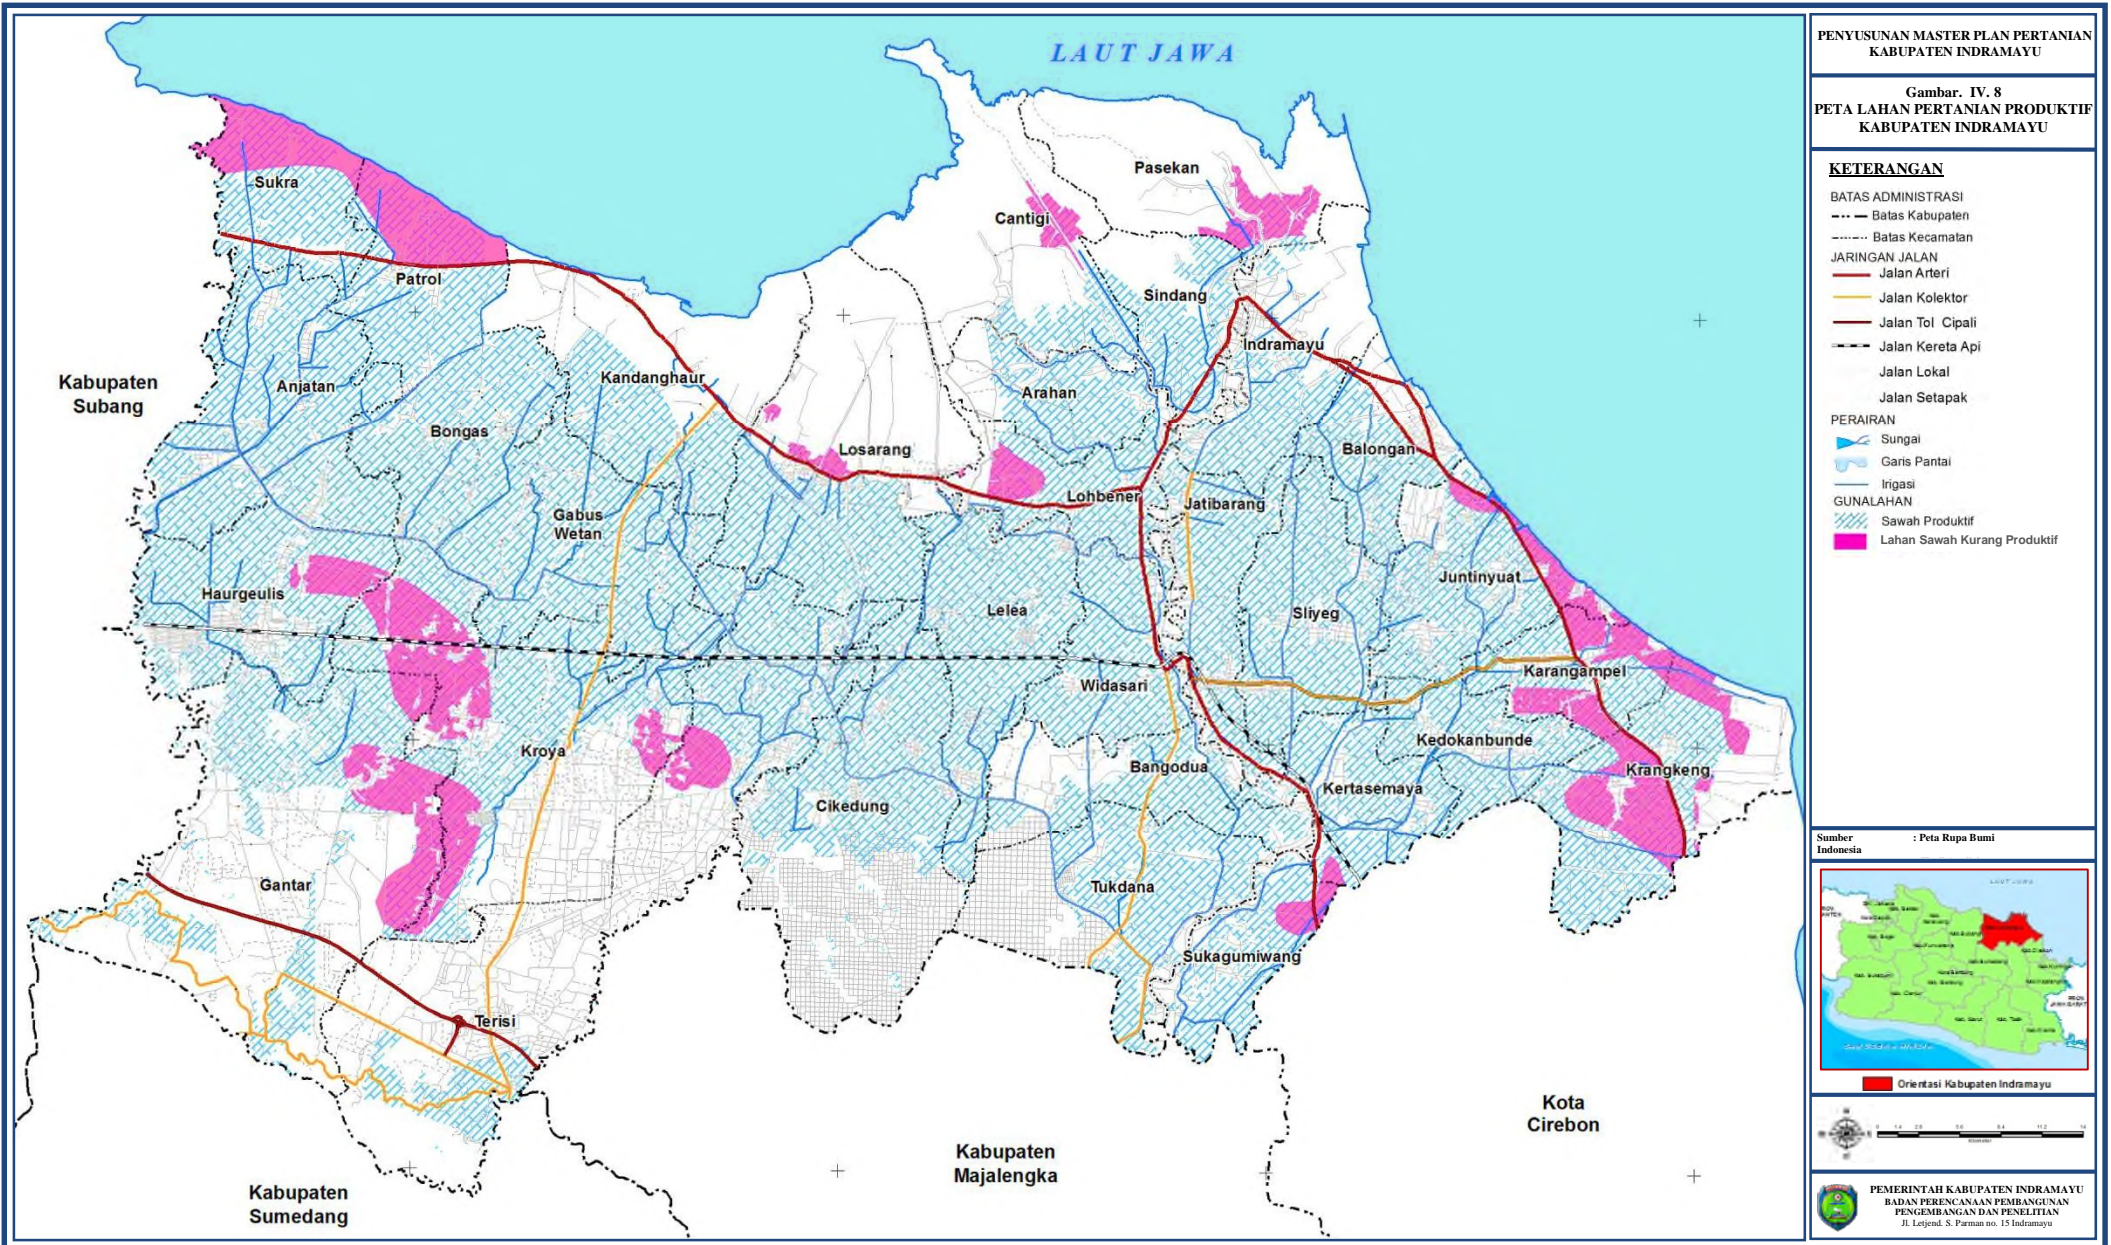 LAUT JAWA
Pasekan
Sukra
Cantigi
Patrol
Sindang
Indramayu
Kabupaten
Subang
Anjatan
Kandanghaur
Arahan
Bongas
Losarang
Balongan
Lohbener
Jatibarang
Gabus
Wetan
Juntinyuat
Haurgeulis
Lelea
Sliyeg
Karangampel
Widasari
Kroya
Kedokanbunde
Bangodua
Krangkeng
Kertasemaya
Cikedung
Gantar
Tukdana
Sukagumiwang
Terisi
Kota
Cirebon
Kabupaten
Majalengka
Kabupaten
Sumedang
PENYUSUNAN MASTER PLAN PERTANIAN
KABUPATEN INDRAMAYU
Gambar. IV. 8
PETA LAHAN PERTANIAN PRODUKTIF
KABUPATEN INDRAMAYU
KETERANGAN
BATAS ADMINISTRASI
Batas Kabupaten
Batas Kecamatan
JARINGAN JALAN
Jalan Arteri
Jalan Kolektor
Jalan Tol Cipali
Jalan Kereta Api
Jalan Lokal
Jalan Setapak
PERAIRAN
Sungai
Garis Pantai
Irigasi
GUNALAHAN
Sawah Produktif
Lahan Sawah Kurang Produktif
Sumber : Peta Rupa Bumi
Indonesia
Orientasi Kabupaten Indramayu
PEMERINTAH KABUPATEN INDRAMAYU
BADAN PERENCANAAN PEMBANGUNAN
PENGEMBANGAN DAN PENELITIAN
Jl. Letjend. S. Parman no. 15 Indramayu